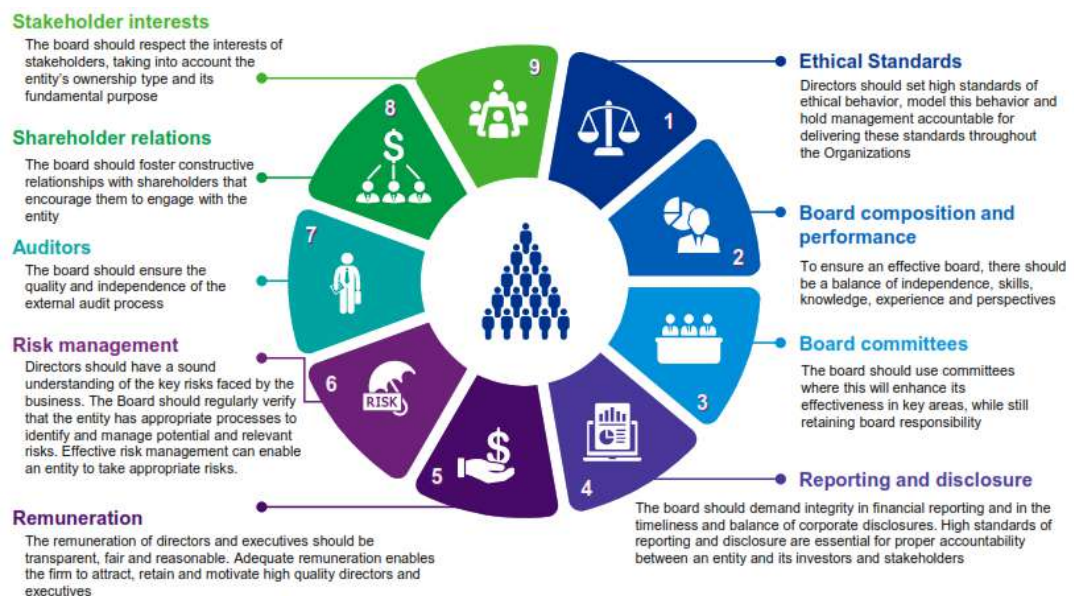 Stakeholder interests
The board should respect the interests of
stakeholders, taking into account the
entity's ownership type and its
fundamental purpose
Shareholder relations
The board should foster constructive
relationships with shareholders that
encourage them to engage with the
entity
Auditors
The board should ensure the
quality and independence of the
external audit process
Risk management
Directors should have a sound
understanding of the key risks faced by the
business. The Board should regularly verify
that the entity has appropriate processes to
identify and manage potential and relevant
risks. Effective risk management can enable
an entity to take appropriate risks.
Remuneration
The remuneration of directors and executives should be
transparent, fair and reasonable. Adequate remuneration enables
the firm to attract, retain and motivate high quality directors and
executives
9
8
$
7
6
RISK
5
$
4
3
2
1
Ethical Standards
Directors should set high standards of
ethical behavior, model this behavior and
hold management accountable for
delivering these standards throughout
the Organizations
Board composition and
performance
To ensure an effective board, there should
be a balance of independence, skills,
knowledge, experience and perspectives
Board committees
The board should use committees
where this will enhance its
effectiveness in key areas, while still
retaining board responsibility
Reporting and disclosure
The board should demand integrity in financial reporting and in the
timeliness and balance of corporate disclosures. High standards of
reporting and disclosure are essential for proper accountability
between an entity and its investors and stakeholders